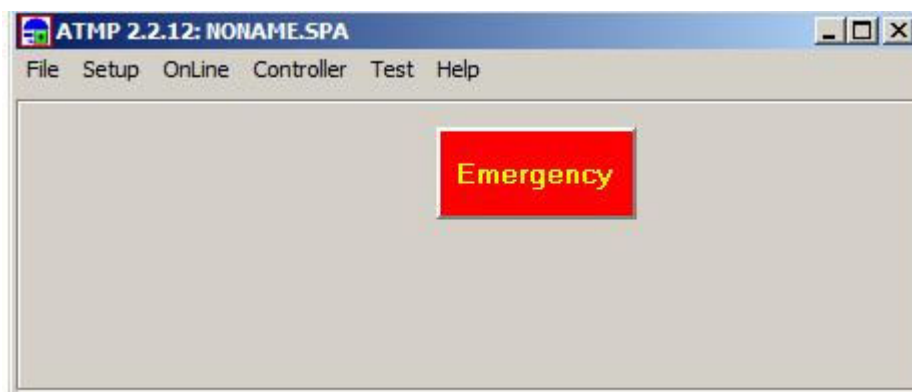 ATMP 2.2.12: NONAME.SPA
File Setup OnLine Controller Test Help
Emergency